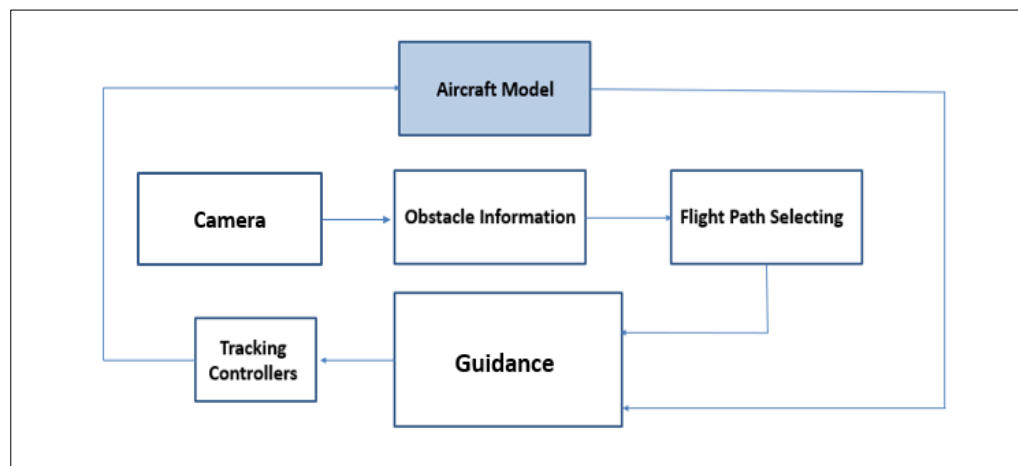 Aircraft Model
Camera
Obstacle Information
Flight Path Selecting
Tracking
Controllers
Guidance